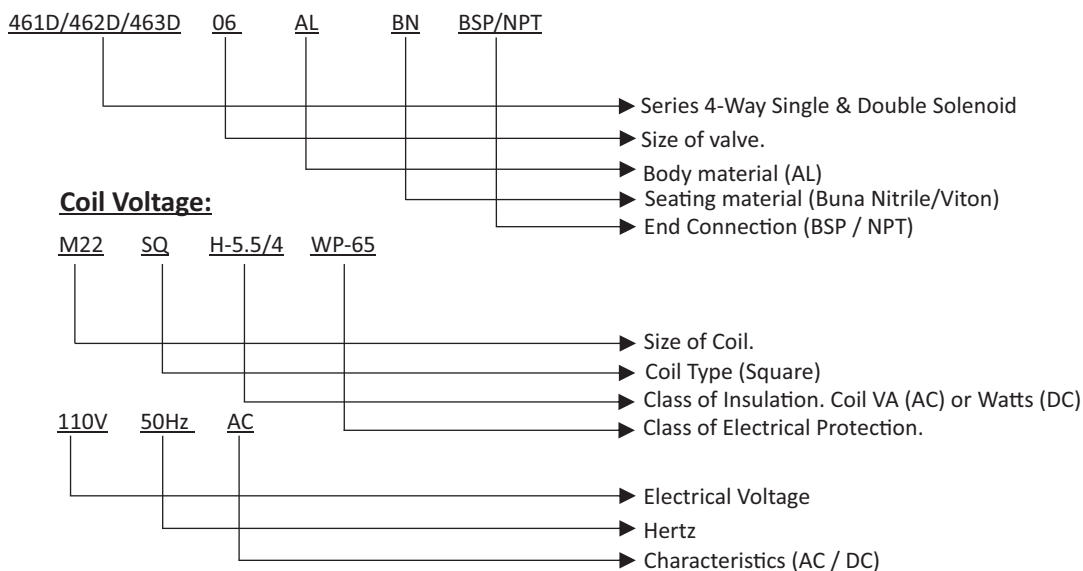 461D/462D/463D 06 AL BN BSP/NPT
Series 4-Way Single & Double Solenoid
Size of valve.
Body material (AL)
Seating material (Buna Nitrile/Viton)
End Connection (BSP / NPT)
Coil Voltage:
M22 SQ H-5.5/4 WP-65
Size of Coil.
Coil Type (Square)
Class of Insulation. Coil VA (AC) or Watts (DC)
Class of Electrical Protection.
110V 50Hz AC
Electrical Voltage
Hertz
Characteristics (AC / DC)